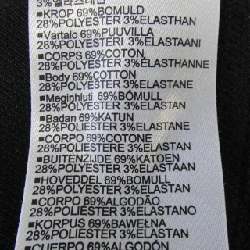 ■KROP 69%BOMULD
28%POLYESTER 3%ELASTHAN
■Vartalo 69%PUUVILLA
28%POLYESTERI 3%ELASTAANI
■CORPS 69%COTON
28%POLYESTER 3%ELASTHANNE
■Body 69%COTTON
28%POLYESTER 3%ELASTANE
■Meginhluti 69%BÓMULL
28%POLYESTER 3%ELASTAN
■Badan 69%KATUN
28%POLYESTER 3%ELASTANE
■CORPO 69%COTONE
28%POLIESTERE 3%ELASTAN
■BUITENZIJDE 69%KATOEN
28%POLYESTER 3%ELASTAAN
■HOVEDDEL 69%BOMULL
28%POLYESTER 3%ELASTAN
■CORPO 69%ALGODÃO
28%POLIÉSTER 3%ELASTANO
■KORPUS 69%BAWEŁNA
28%POLIESTER 3%ELASTAN
■CUERPO 69%ALGODÓN